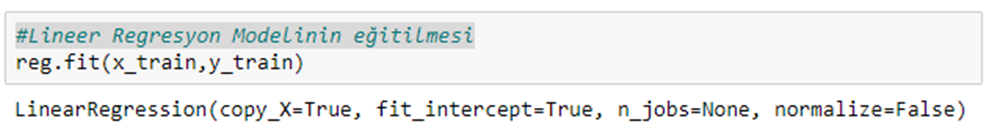 #Lineer Regresyon Modelinin eğitilmesi
reg.fit(x_train,y_train)
LinearRegression(copy_X=True, fit_intercept=True, n_jobs=None, normalize=False)